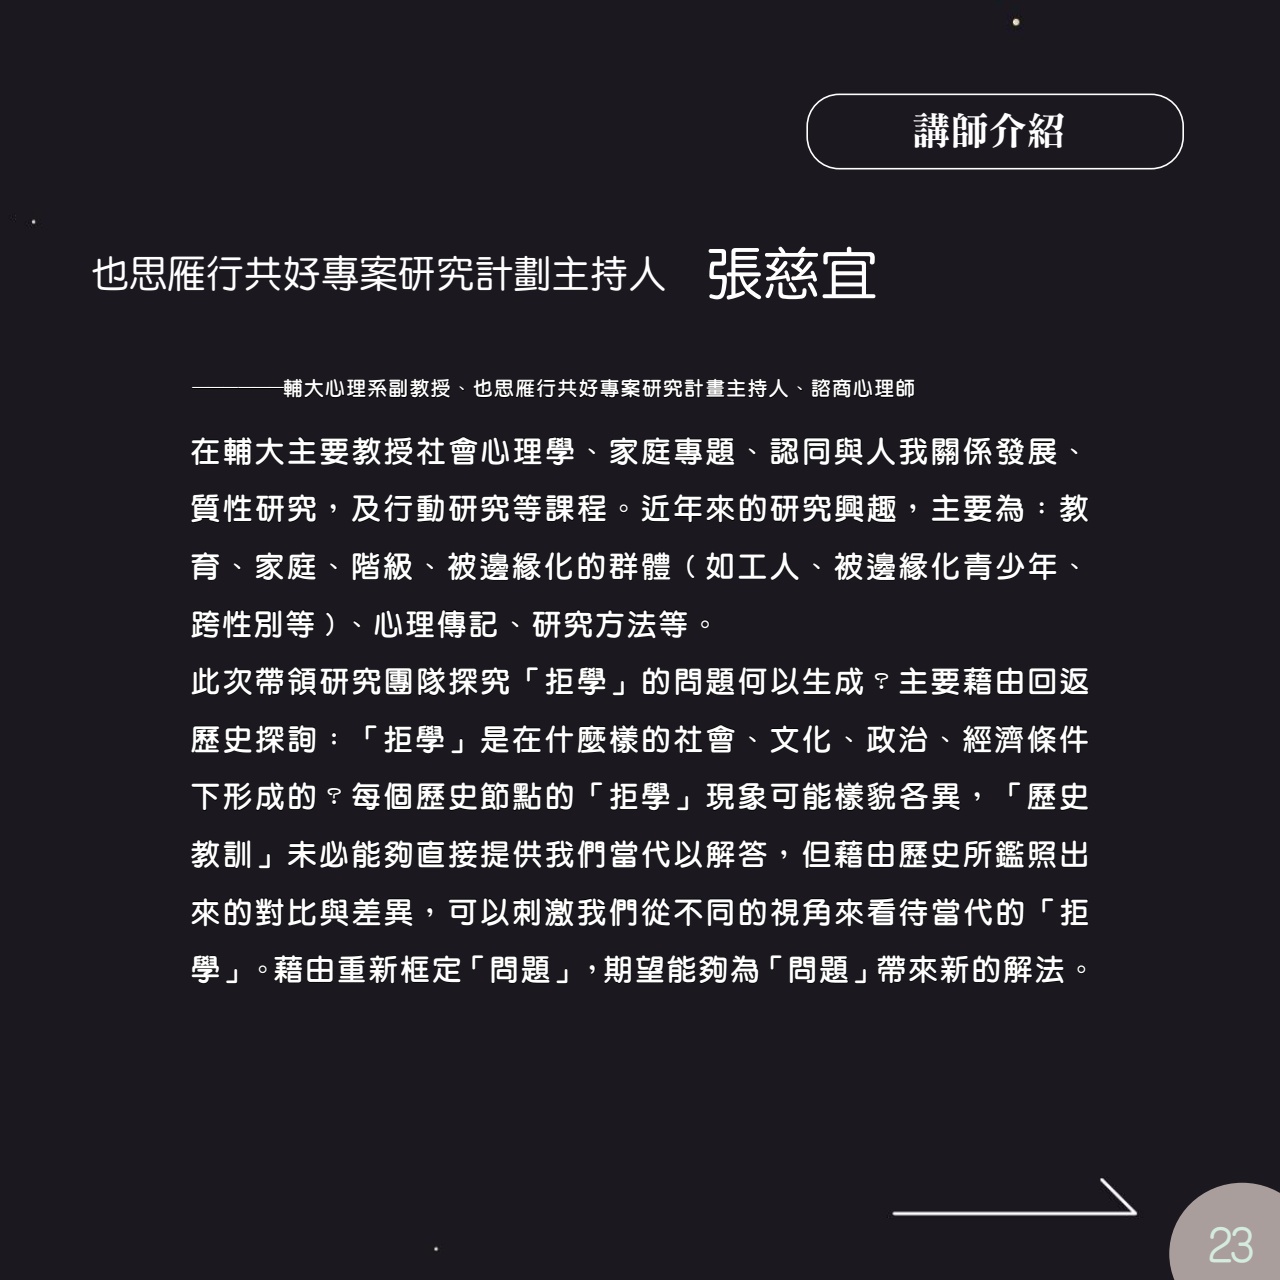 講師介紹
也思雁行共好專案研究計劃主持人 張慈宜
————輔大心理系副教授、也思雁行共好專案研究計畫主持人、諮商心理師
在輔大主要教授社會心理學、家庭專題、認同與人我關係發展、
質性研究，及行動研究等課程。近年來的研究興趣，主要為：教
育、家庭、階級、被邊緣化的群體（如工人、被邊緣化青少年、
跨性別等）、心理傳記、研究方法等。
此次帶領研究團隊探究「拒學」的問題何以生成？主要藉由回返
歷史探詢：「拒學」是在什麼樣的社會、文化、政治、經濟條件
下形成的？每個歷史節點的「拒學」現象可能樣貌各異，「歷史
教訓」未必能夠直接提供我們當代以解答，但藉由歷史所鑑照出
來的對比與差異，可以刺激我們從不同的視角來看待當代的「拒
學」。藉由重新框定「問題」，期望能夠為「問題」帶來新的解法。
23